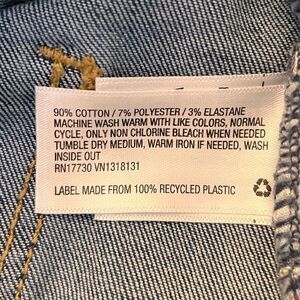 90% COTTON / 7% POLYESTER / 3% ELASTANE
MACHINE WASH WARM WITH LIKE COLORS, NORMAL
CYCLE, ONLY NON CHLORINE BLEACH WHEN NEEDED
TUMBLE DRY MEDIUM, WARM IRON IF NEEDED, WASH
INSIDE OUT
RN17730 VN1318131
LABEL MADE FROM 100% RECYCLED PLASTIC